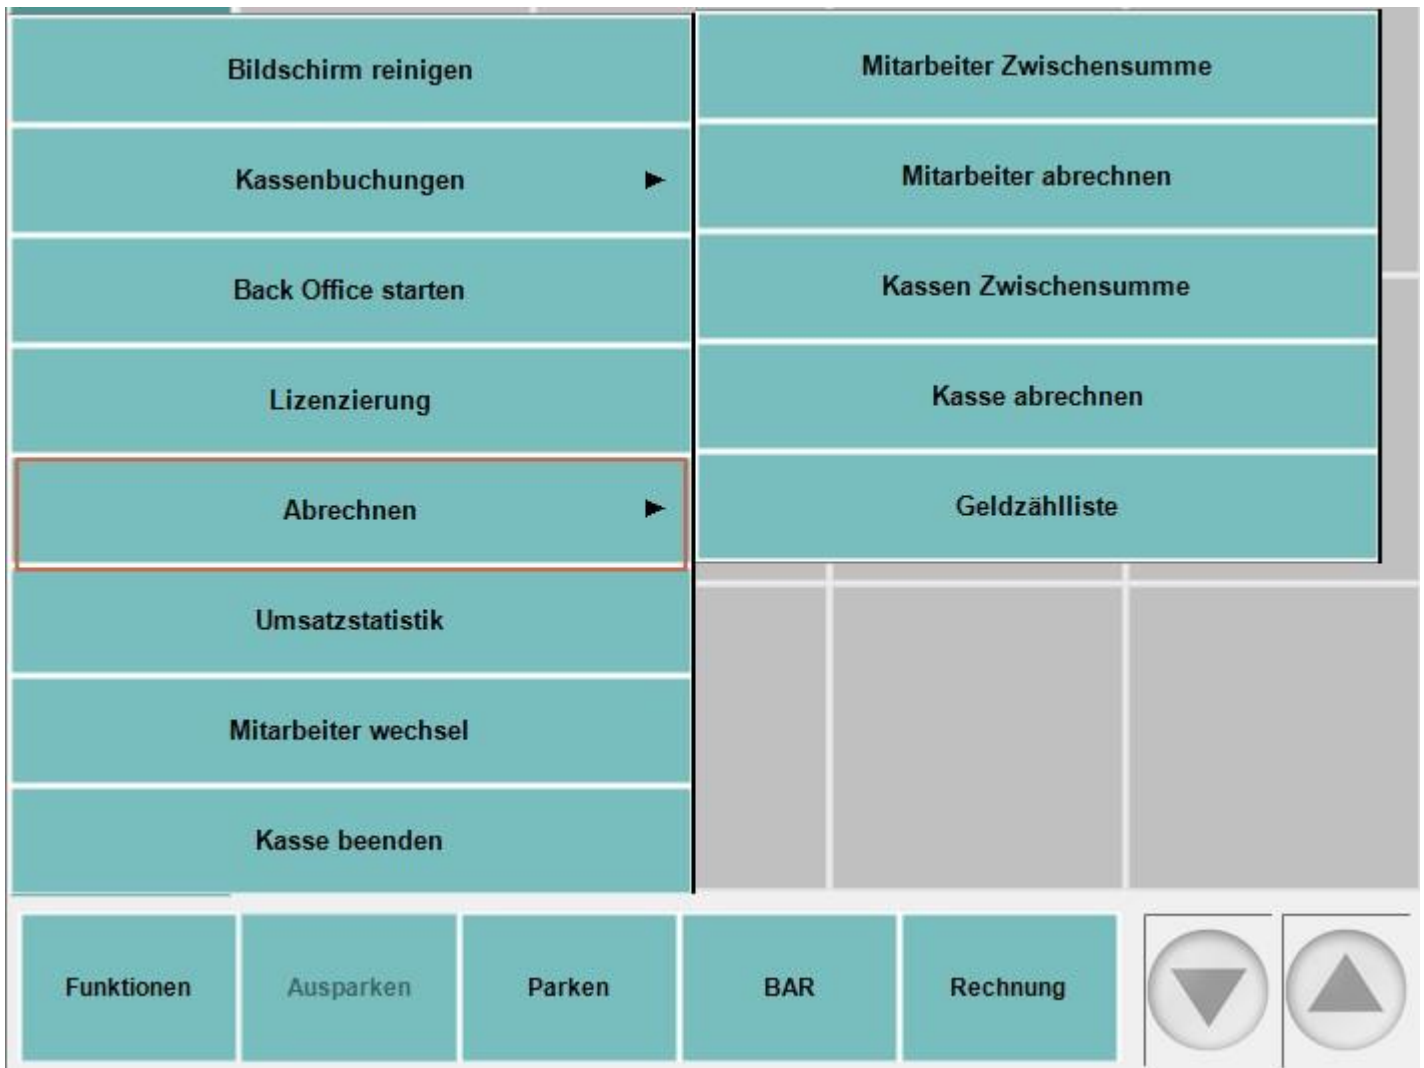 Bildschirm reinigen
Kassenbuchungen
Back Office starten
Lizenzierung
Abrechnen
Umsatzstatistik
Mitarbeiter wechsel
Kasse beenden
Mitarbeiter Zwischensumme
Mitarbeiter abrechnen
Kassen Zwischensumme
Kasse abrechnen
Geldzählliste
Funktionen
Ausparken
Parken
BAR
Rechnung